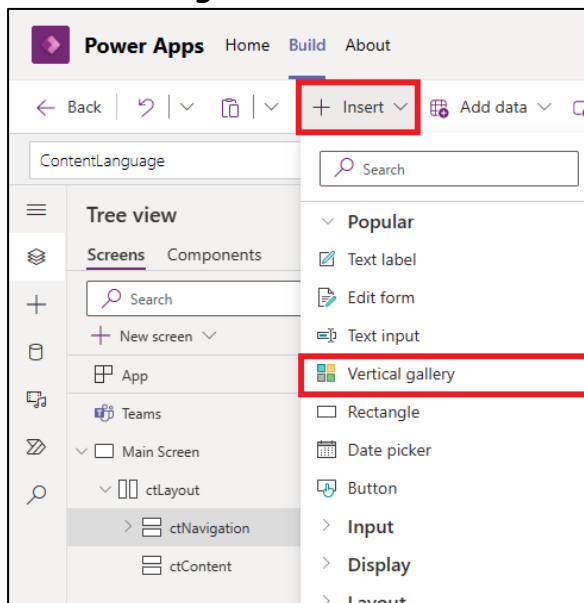 Power Apps Home Build About
Back Insert Add data
ContentLanguage
Search
Tree view
Popular
Screens Components
Text label
Search
Edit form
New screen
Text input
App
Vertical gallery
Teams
Rectangle
Main Screen
Date picker
ctLayout
Button
ctNavigation
Input
ctContent
Display
Layout